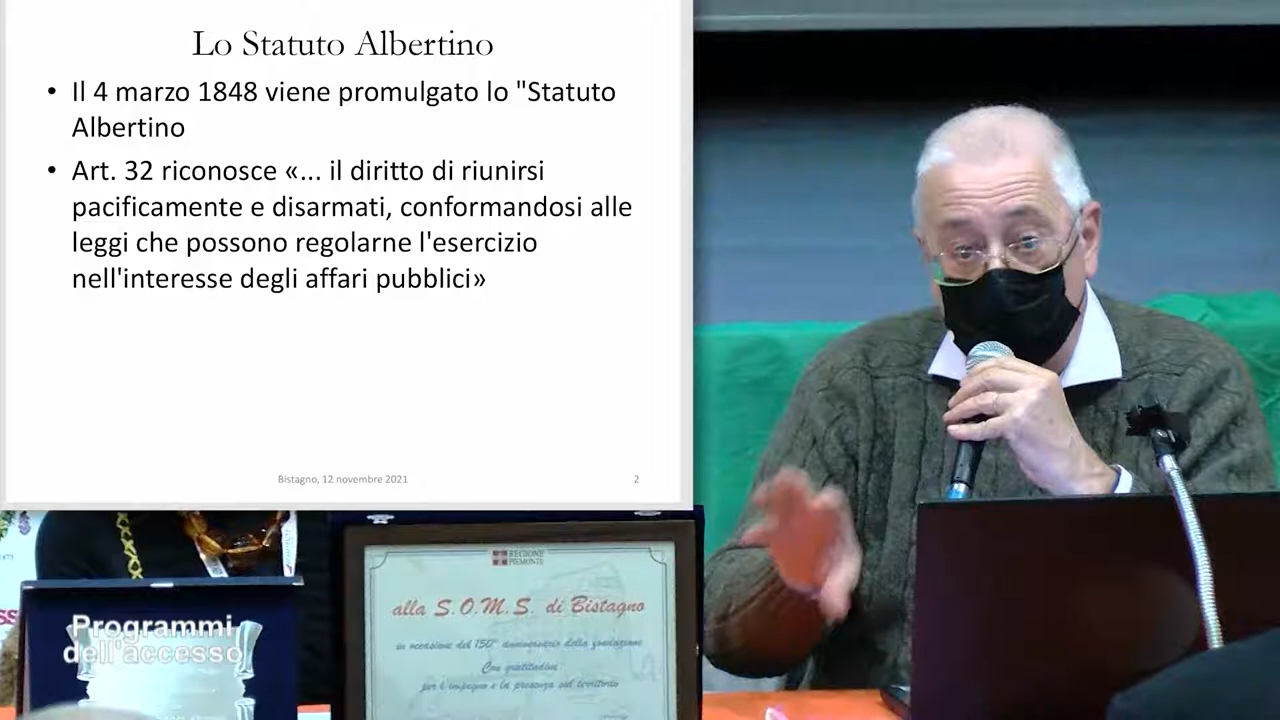 Lo Statuto Albertino
• Il 4 marzo 1848 viene promulgato lo "Statuto
Albertino
• Art. 32 riconosce «... il diritto di riunirsi
pacificamente e disarmati, conformandosi alle
leggi che possono regolarne l'esercizio
nell'interesse degli affari pubblici»
Bistagno, 12 novembre 2021
2
REGIONE
PIEMONTE
alla S.O.M.S. di Bistagno
in occasione del 150° anniversario della fondazione
Con gratitudine
per l'impegno e la presenza sul territorio
Programmi
dell'accesso